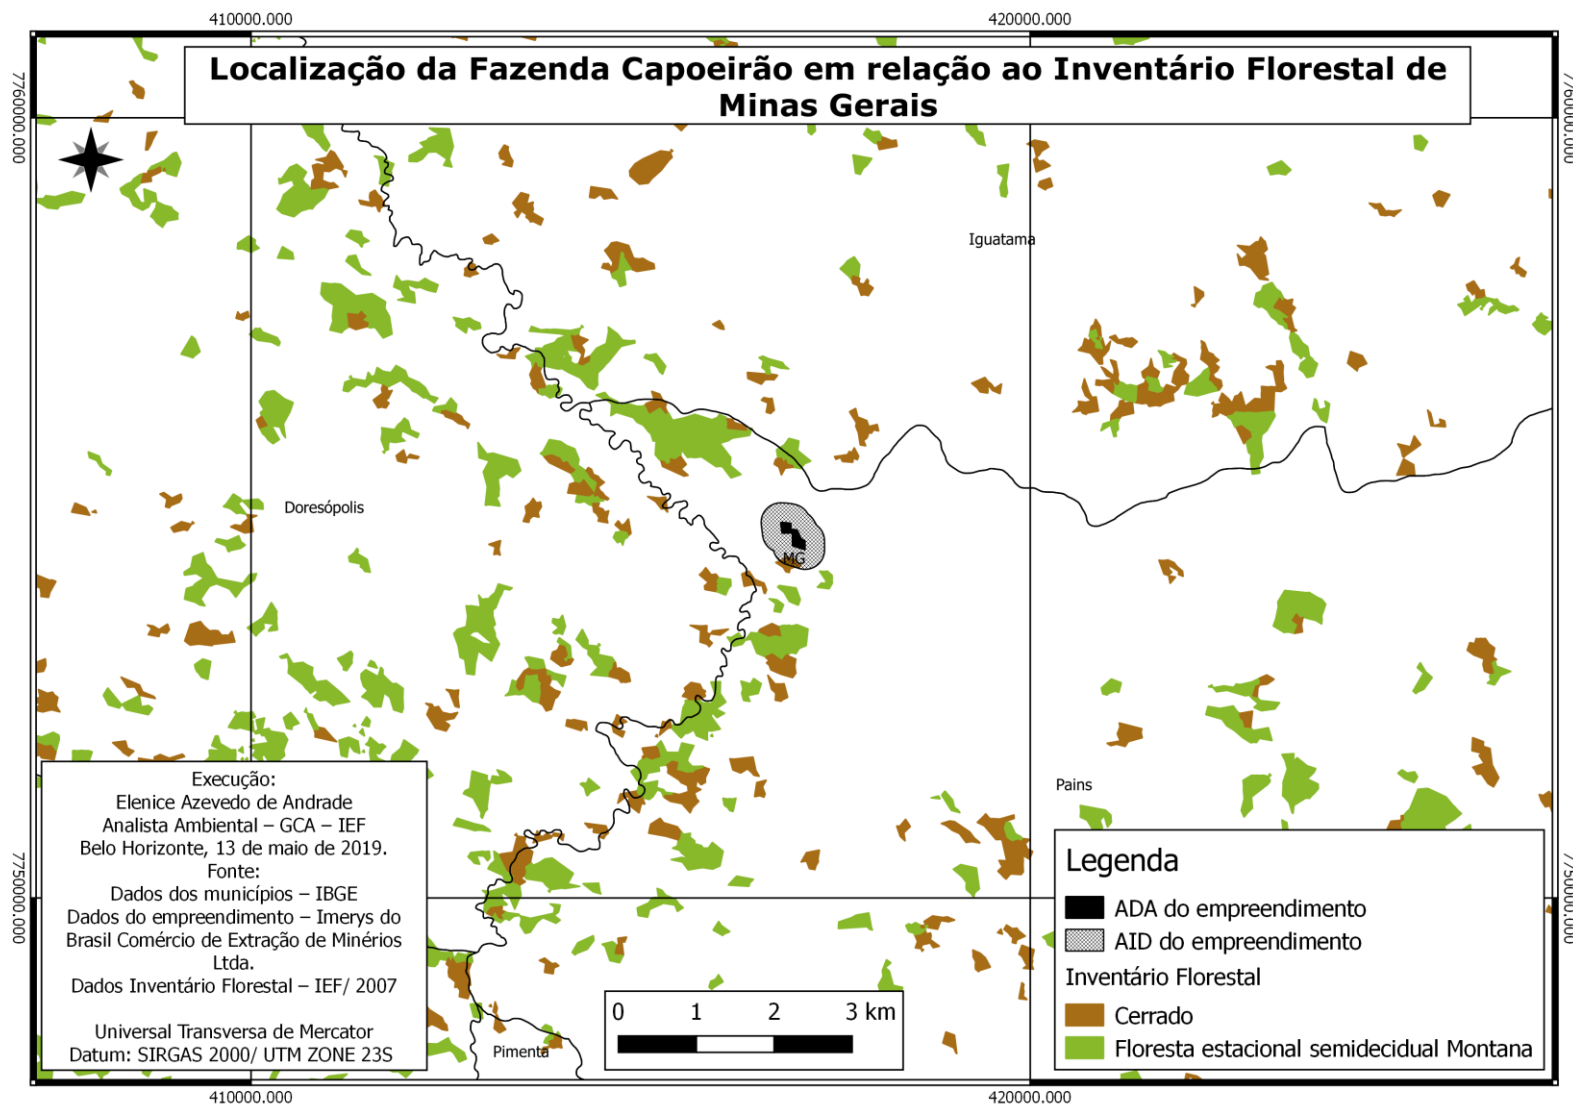 410000.000
420000.000
Localização da Fazenda Capoeirão em relação ao Inventário Florestal de
Minas Gerais
7760000.000
7760000.000
Iguatama
Doresópolis
MG
Pains
Execução:
Elenice Azevedo de Andrade
Analista Ambiental – GCA – IEF
Belo Horizonte, 13 de maio de 2019.
Fonte:
Dados dos municípios – IBGE
Dados do empreendimento – Imerys do
Brasil Comércio de Extração de Minérios
Ltda.
Dados Inventário Florestal – IEF/ 2007
Universal Transversa de Mercator
Datum: SIRGAS 2000/ UTM ZONE 23S
Legenda
ADA do empreendimento
AID do empreendimento
Inventário Florestal
Cerrado
Floresta estacional semidecidual Montana
7750000.000
7750000.000
0 1 2 3 km
Pimenta
410000.000
420000.000